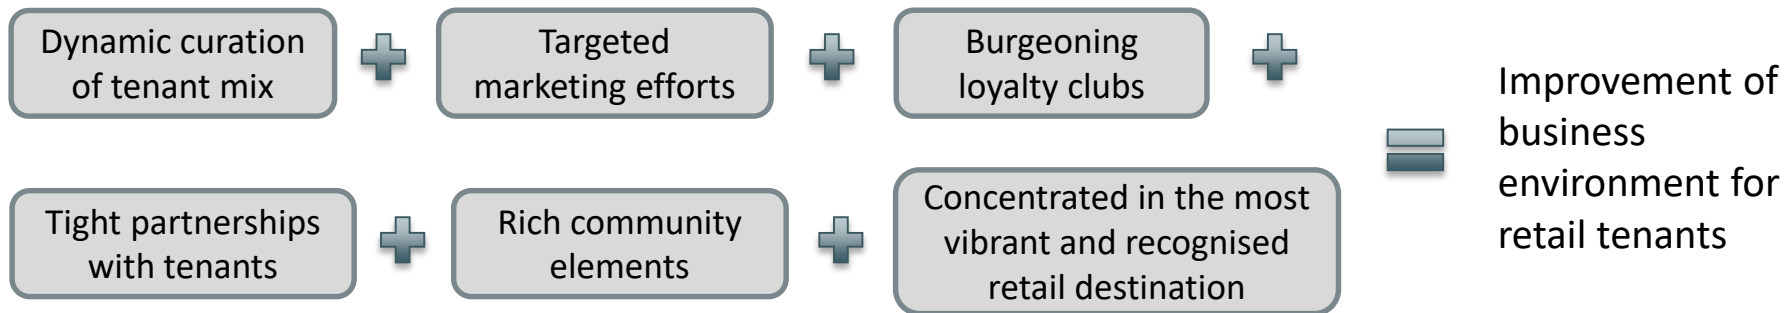 Dynamic curation
of tenant mix
Targeted
marketing efforts
Burgeoning
loyalty clubs
Tight partnerships
with tenants
Rich community
elements
Concentrated in the most
vibrant and recognised
retail destination
Improvement of
business
environment for
retail tenants